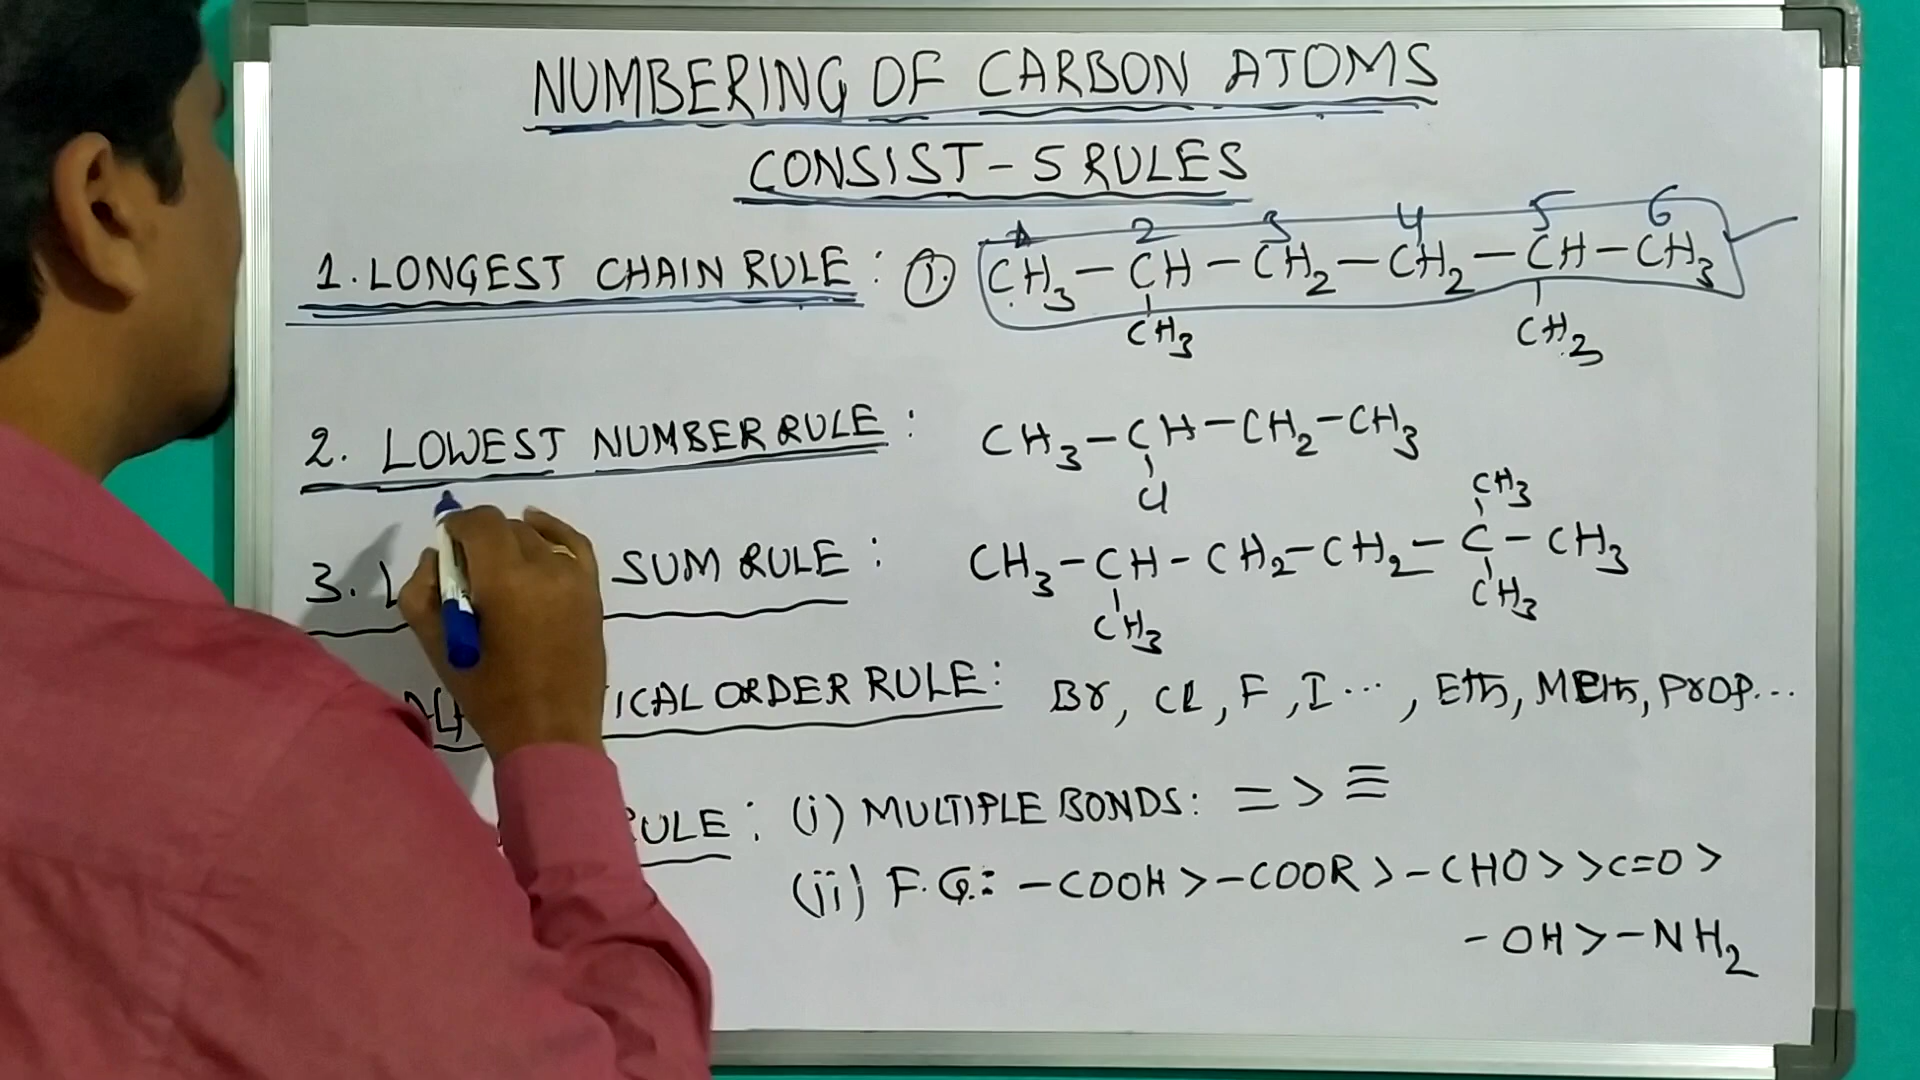 NUMBERING OF CARBON ATOMS
CONSIST - 5 RULES
1 2 3 4 5 6
1. LONGEST CHAIN RULE : ①. CH3 - CH - CH2 - CH2 - CH - CH3
CH3 CH3
2. LOWEST NUMBER RULE : CH3 - CH - CH2 - CH3
Cl
CH3
3. SUM RULE : CH3 - CH - CH2 - CH2 - C - CH3
CH3 CH3
ICAL ORDER RULE : Br, Cl, F, I ..., Eth, Meth, Prop...
ULE : (i) MULTIPLE BONDS : = > ≡
(ii) F.G.: -COOH > -COOR > -CHO > >C=O >
-OH > -NH2